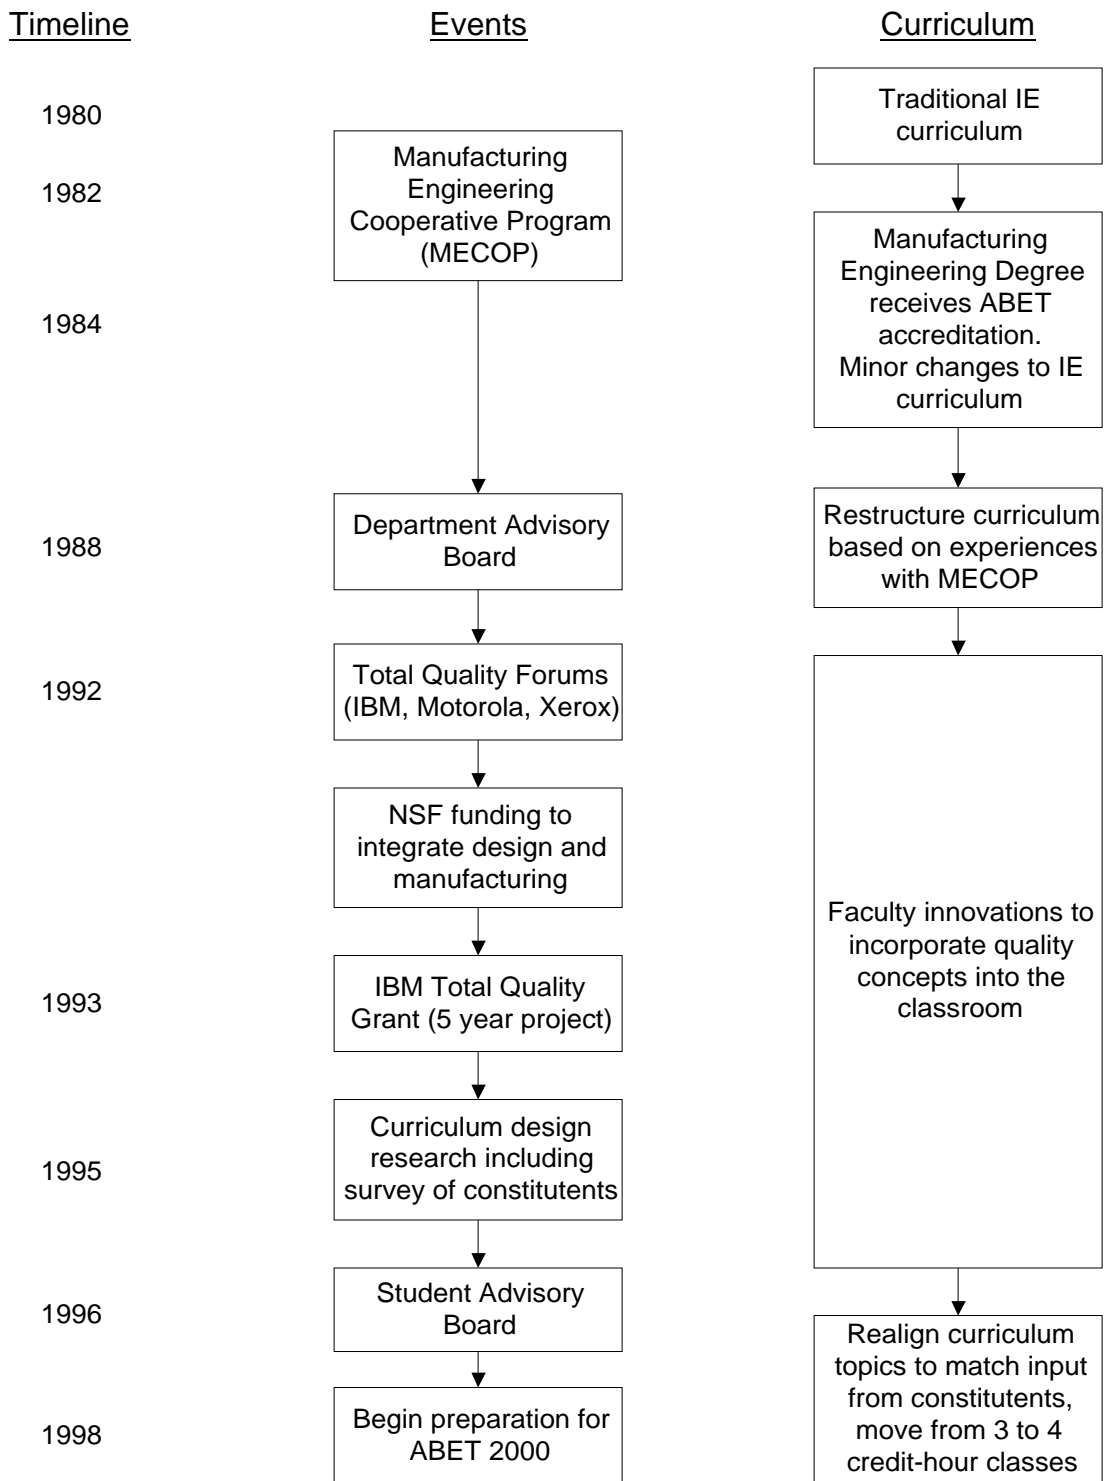 Timeline
Events
Curriculum
1980
Traditional IE
curriculum
1982
Manufacturing
Engineering
Cooperative Program
(MECOP)
1984
Manufacturing
Engineering Degree
receives ABET
accreditation.
Minor changes to IE
curriculum
1988
Department Advisory
Board
Restructure curriculum
based on experiences
with MECOP
1992
Total Quality Forums
(IBM, Motorola, Xerox)
NSF funding to
integrate design and
manufacturing
Faculty innovations to
incorporate quality
concepts into the
classroom
1993
IBM Total Quality
Grant (5 year project)
1995
Curriculum design
research including
survey of constitutents
1996
Student Advisory
Board
1998
Begin preparation for
ABET 2000
Realign curriculum
topics to match input
from constitutents,
move from 3 to 4
credit-hour classes